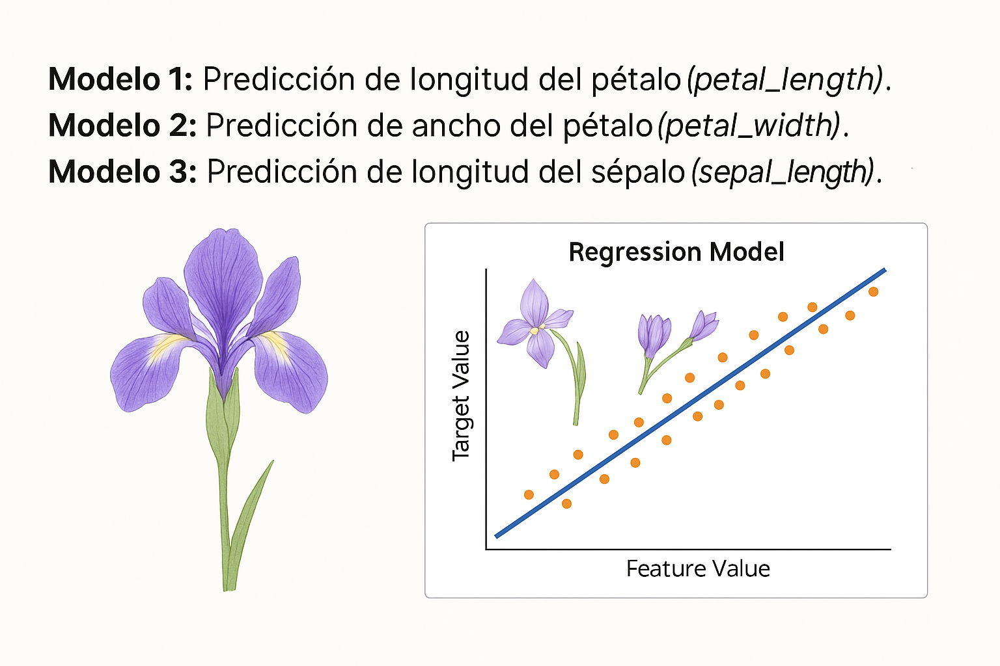 Modelo 1: Predicción de longitud del pétalo (petal_length).
Modelo 2: Predicción de ancho del pétalo (petal_width).
Modelo 3: Predicción de longitud del sépalo (sepal_length).
Regression Model
Target Value
Feature Value